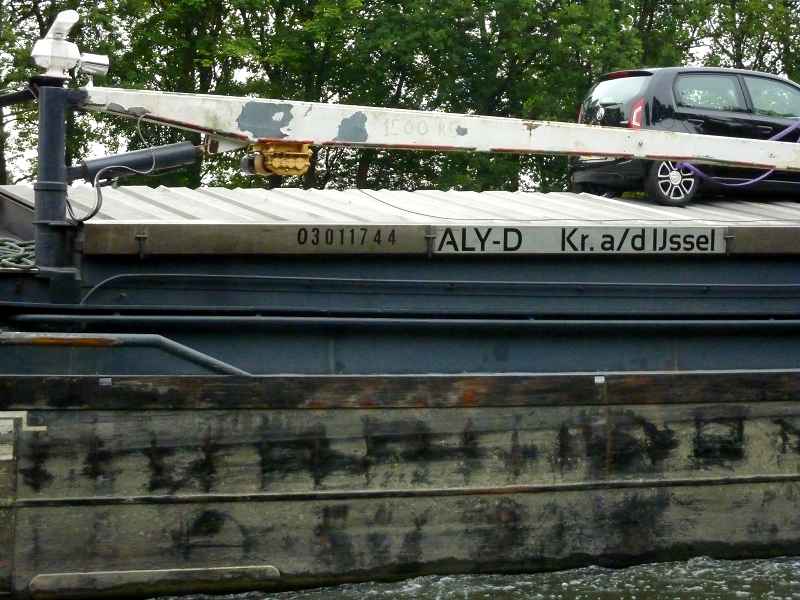 1500 KG
03011744 ALY-D Kr. a/d IJssel